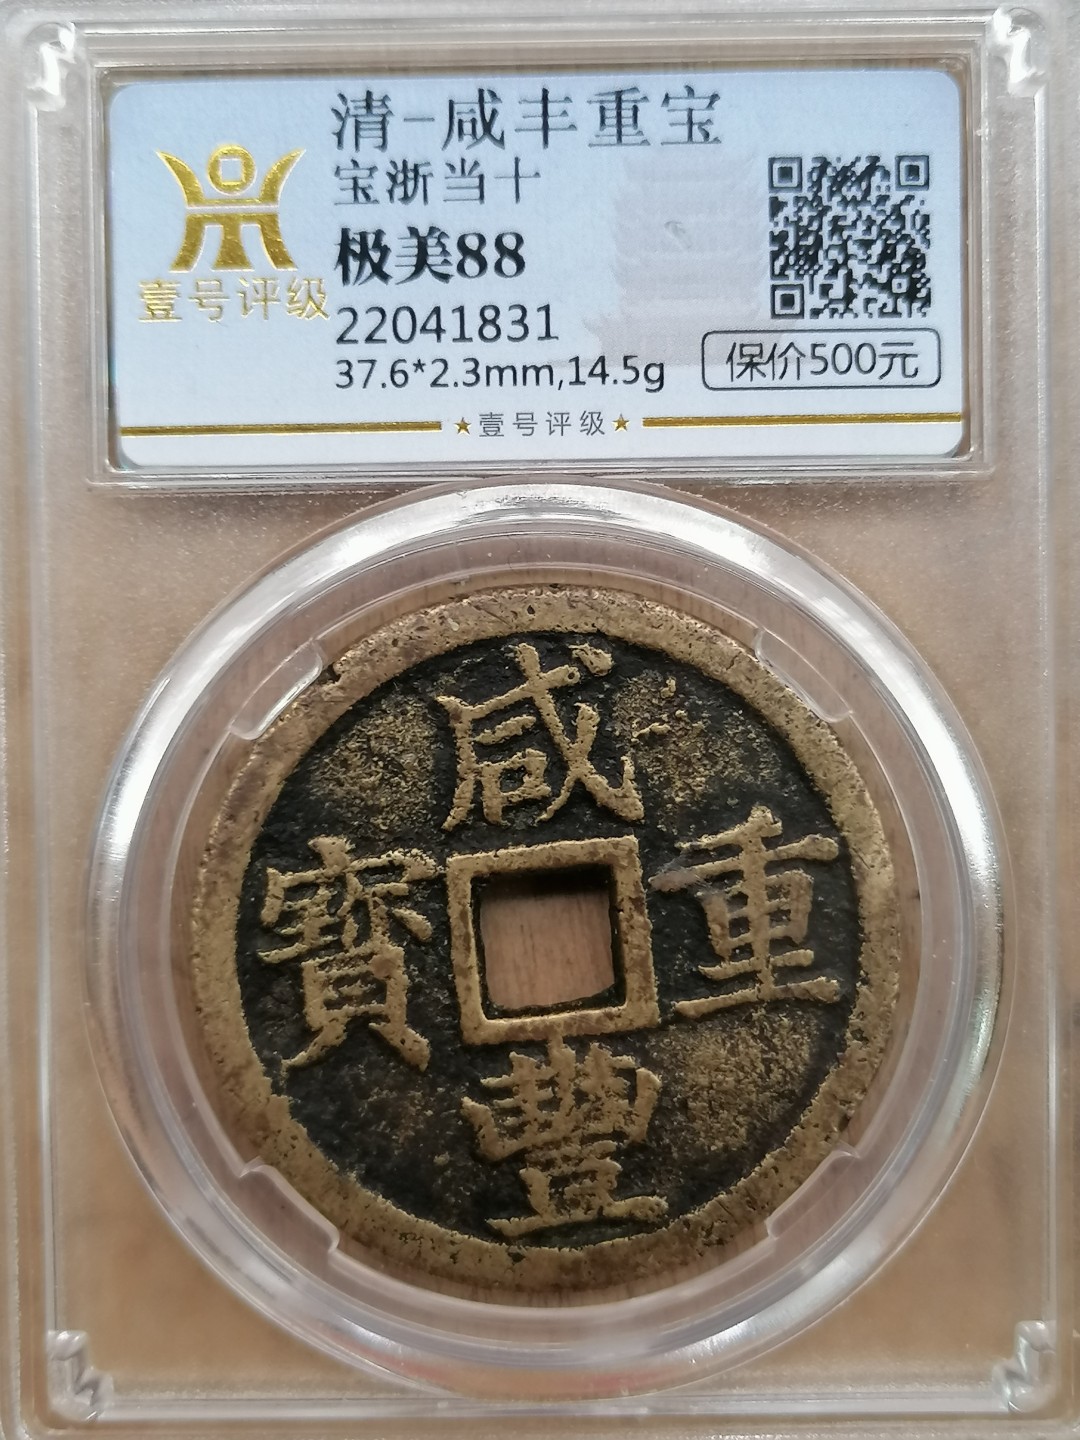 清-咸丰重宝
宝浙当十
极美88
壹号评级
22041831
37.6*2.3mm,14.5g
保价500元
★壹号评级★
咸
重
寶
豐